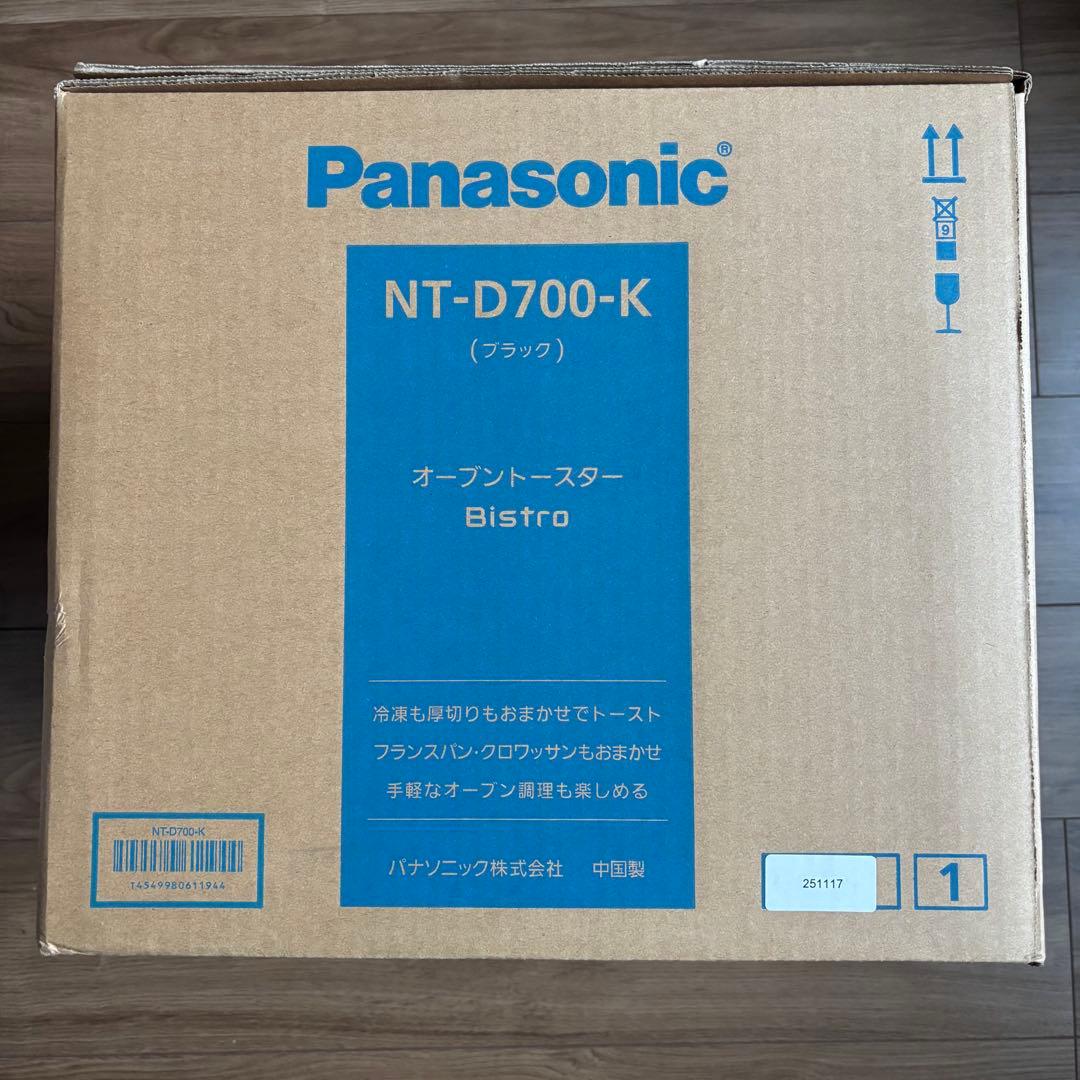 Panasonic®
NT-D700-K
(ブラック)
オーブントースター
Bistro
冷凍も厚切りもおまかせでトースト
フランスパン・クロワッサンもおまかせ
手軽なオーブン調理も楽しめる
パナソニック株式会社 中国製
9
NT-D700-K
T4549980611944
251117
1